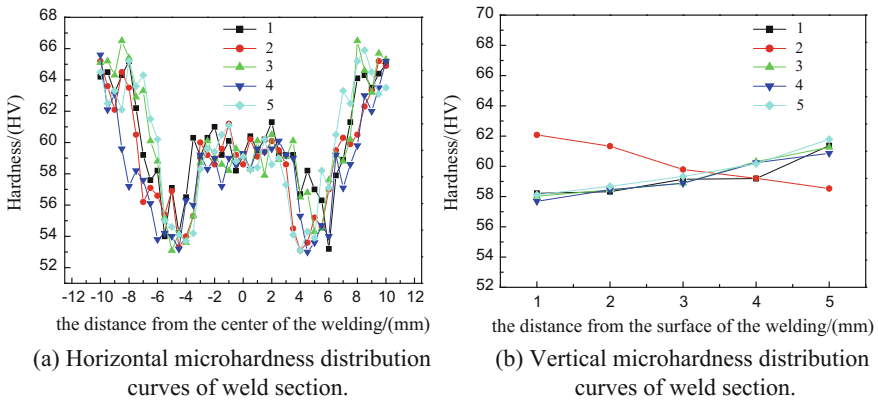 68
66
64
62
60
58
56
54
52
Hardness/(HV)
1
2
3
4
5
-12 -10 -8 -6 -4 -2 0 2 4 6 8 10 12
the distance from the center of the welding/(mm)
(a) Horizontal microhardness distribution
curves of weld section.
70
68
66
64
62
60
58
56
54
52
Hardness/(HV)
1
2
3
4
5
1 2 3 4 5
the distance from the surface of the welding/(mm)
(b) Vertical microhardness distribution
curves of weld section.